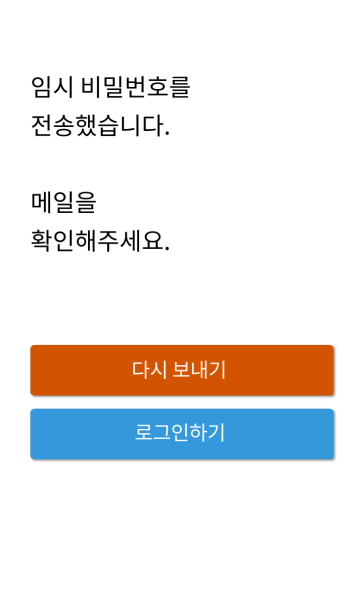 임시 비밀번호를
전송했습니다.
메일을
확인해주세요.
다시 보내기
로그인하기